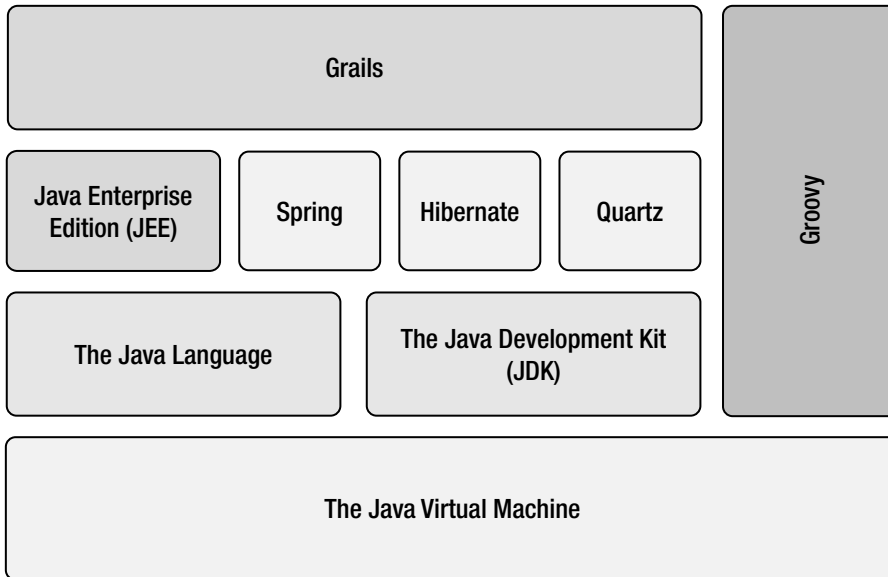 Grails
Java Enterprise
Edition (JEE)
Spring
Hibernate
Quartz
Groovy
The Java Language
The Java Development Kit
(JDK)
The Java Virtual Machine